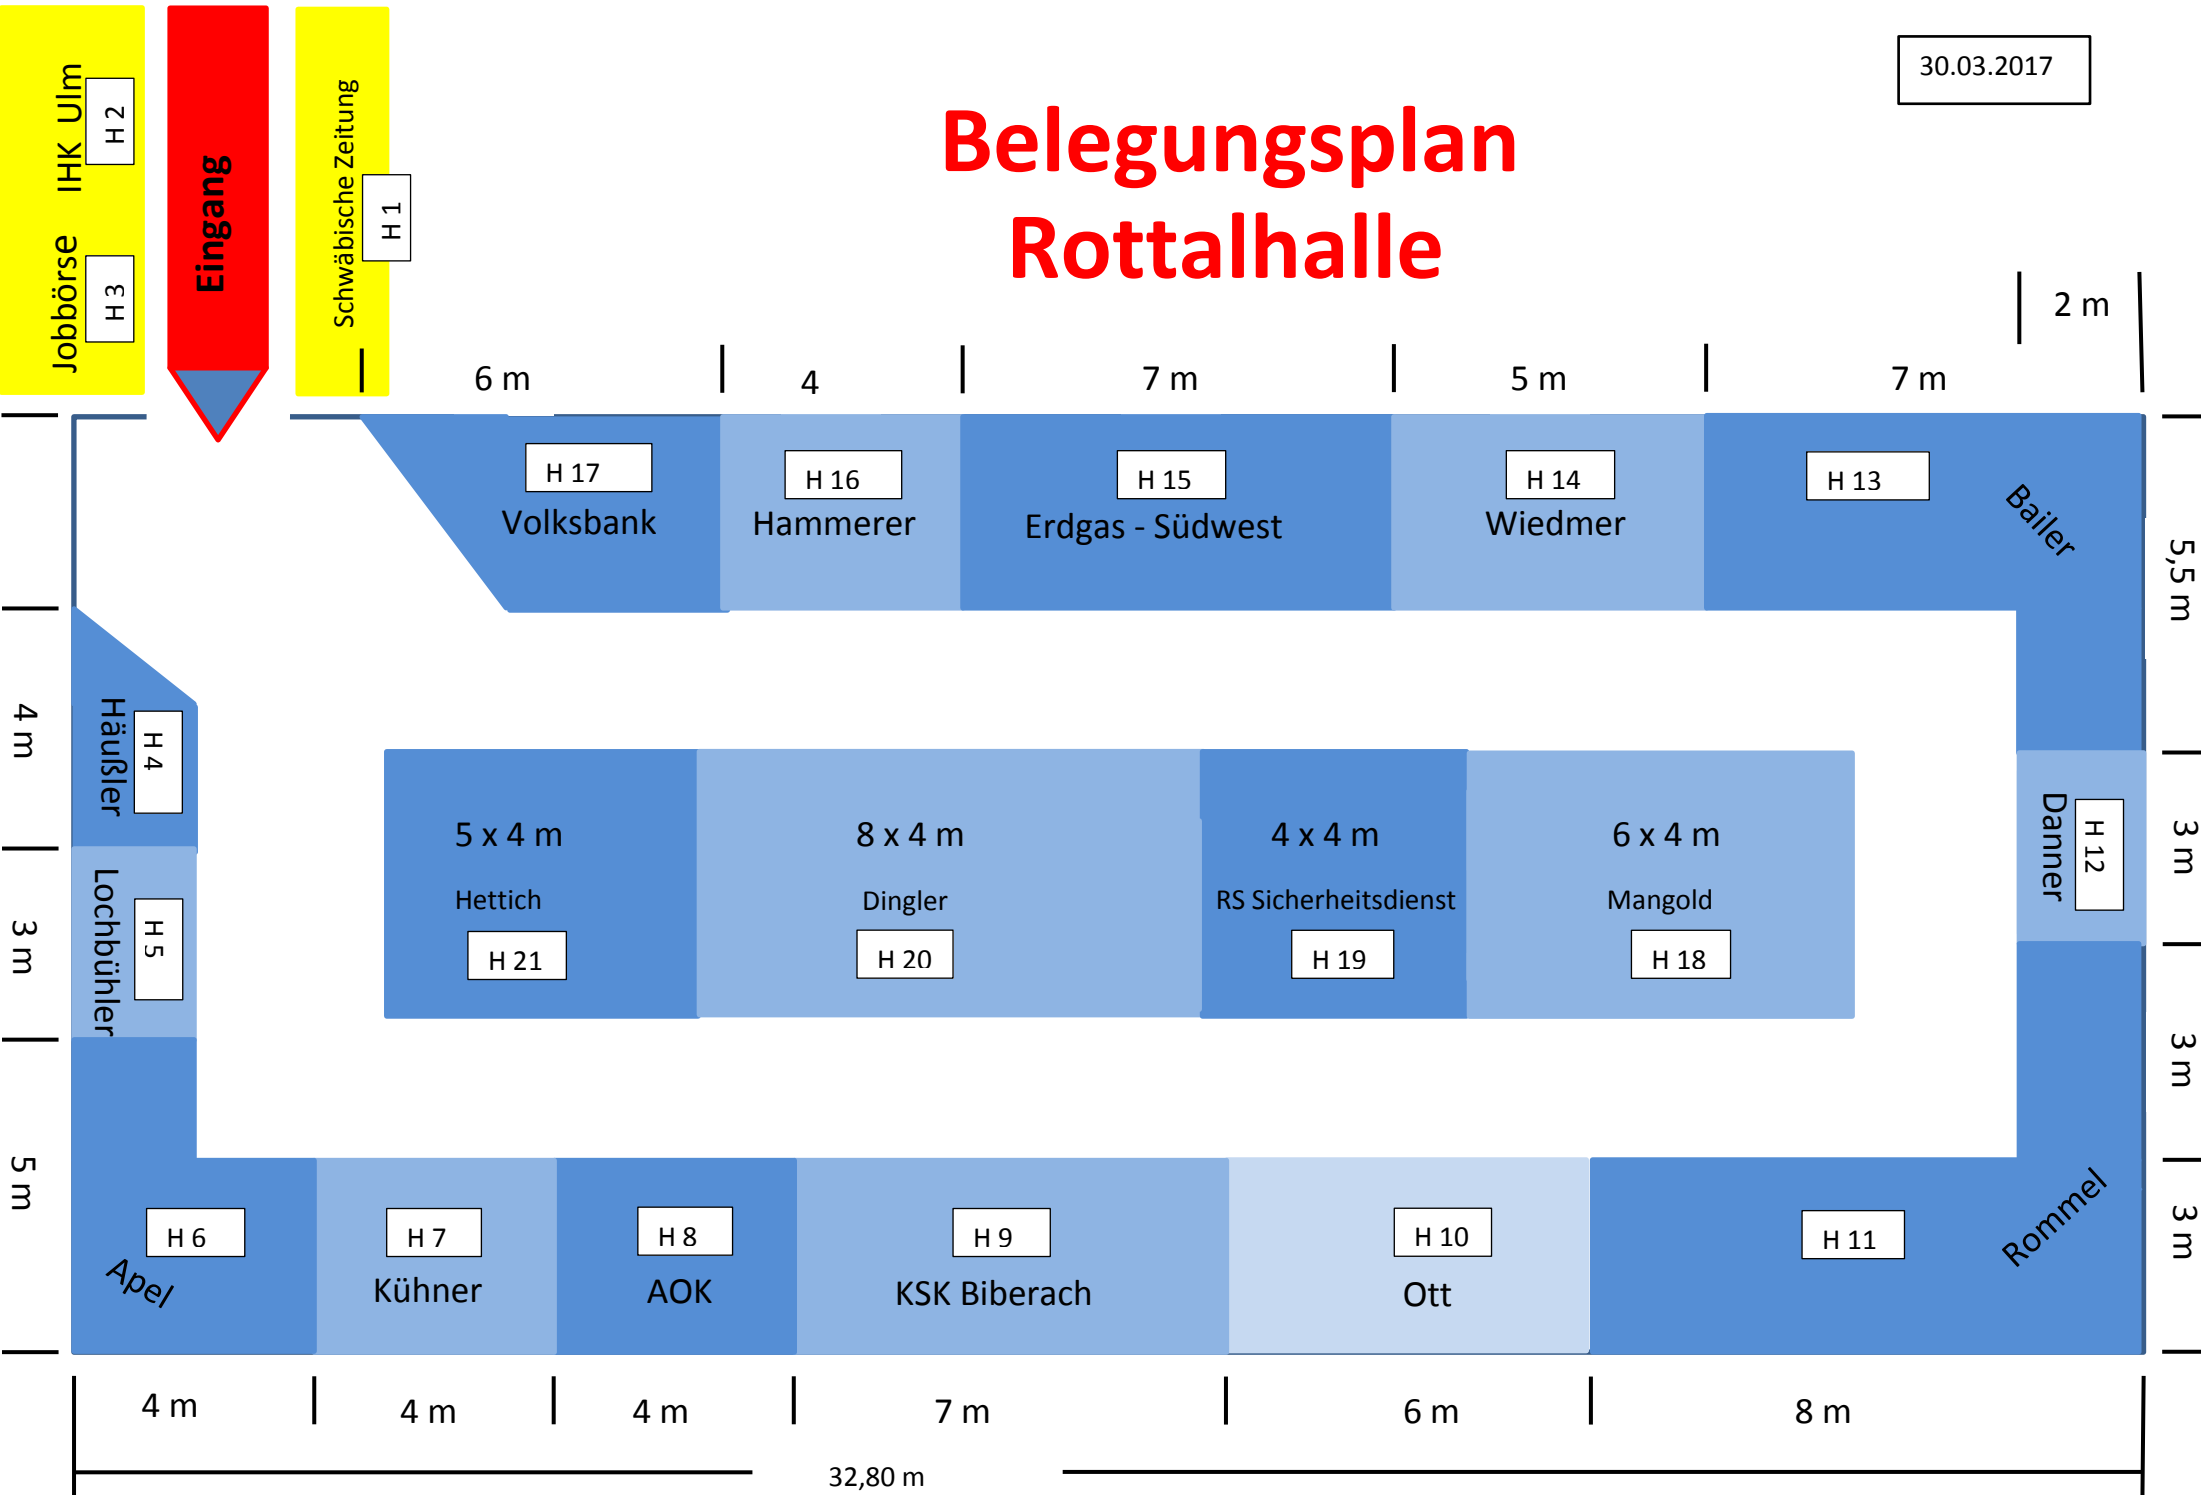 30.03.2017
Belegungsplan
Rottalhalle
IHK Ulm
H 2
Jobbörse
H 3
Eingang
Schwäbische Zeitung
H 1
2 m
6 m
4
7 m
5 m
7 m
H 17
Volksbank
H 16
Hammerer
H 15
Erdgas - Südwest
H 14
Wiedmer
H 13
Bailer
5,5 m
4 m
Häußler
H 4
3 m
Lochbühler
H 5
5 x 4 m
Hettich
H 21
8 x 4 m
Dingler
H 20
4 x 4 m
RS Sicherheitsdienst
H 19
6 x 4 m
Mangold
H 18
Danner
H 12
3 m
3 m
5 m
H 6
Apel
H 7
Kühner
H 8
AOK
H 9
KSK Biberach
H 10
Ott
H 11
Rommel
3 m
4 m
4 m
4 m
7 m
6 m
8 m
32,80 m